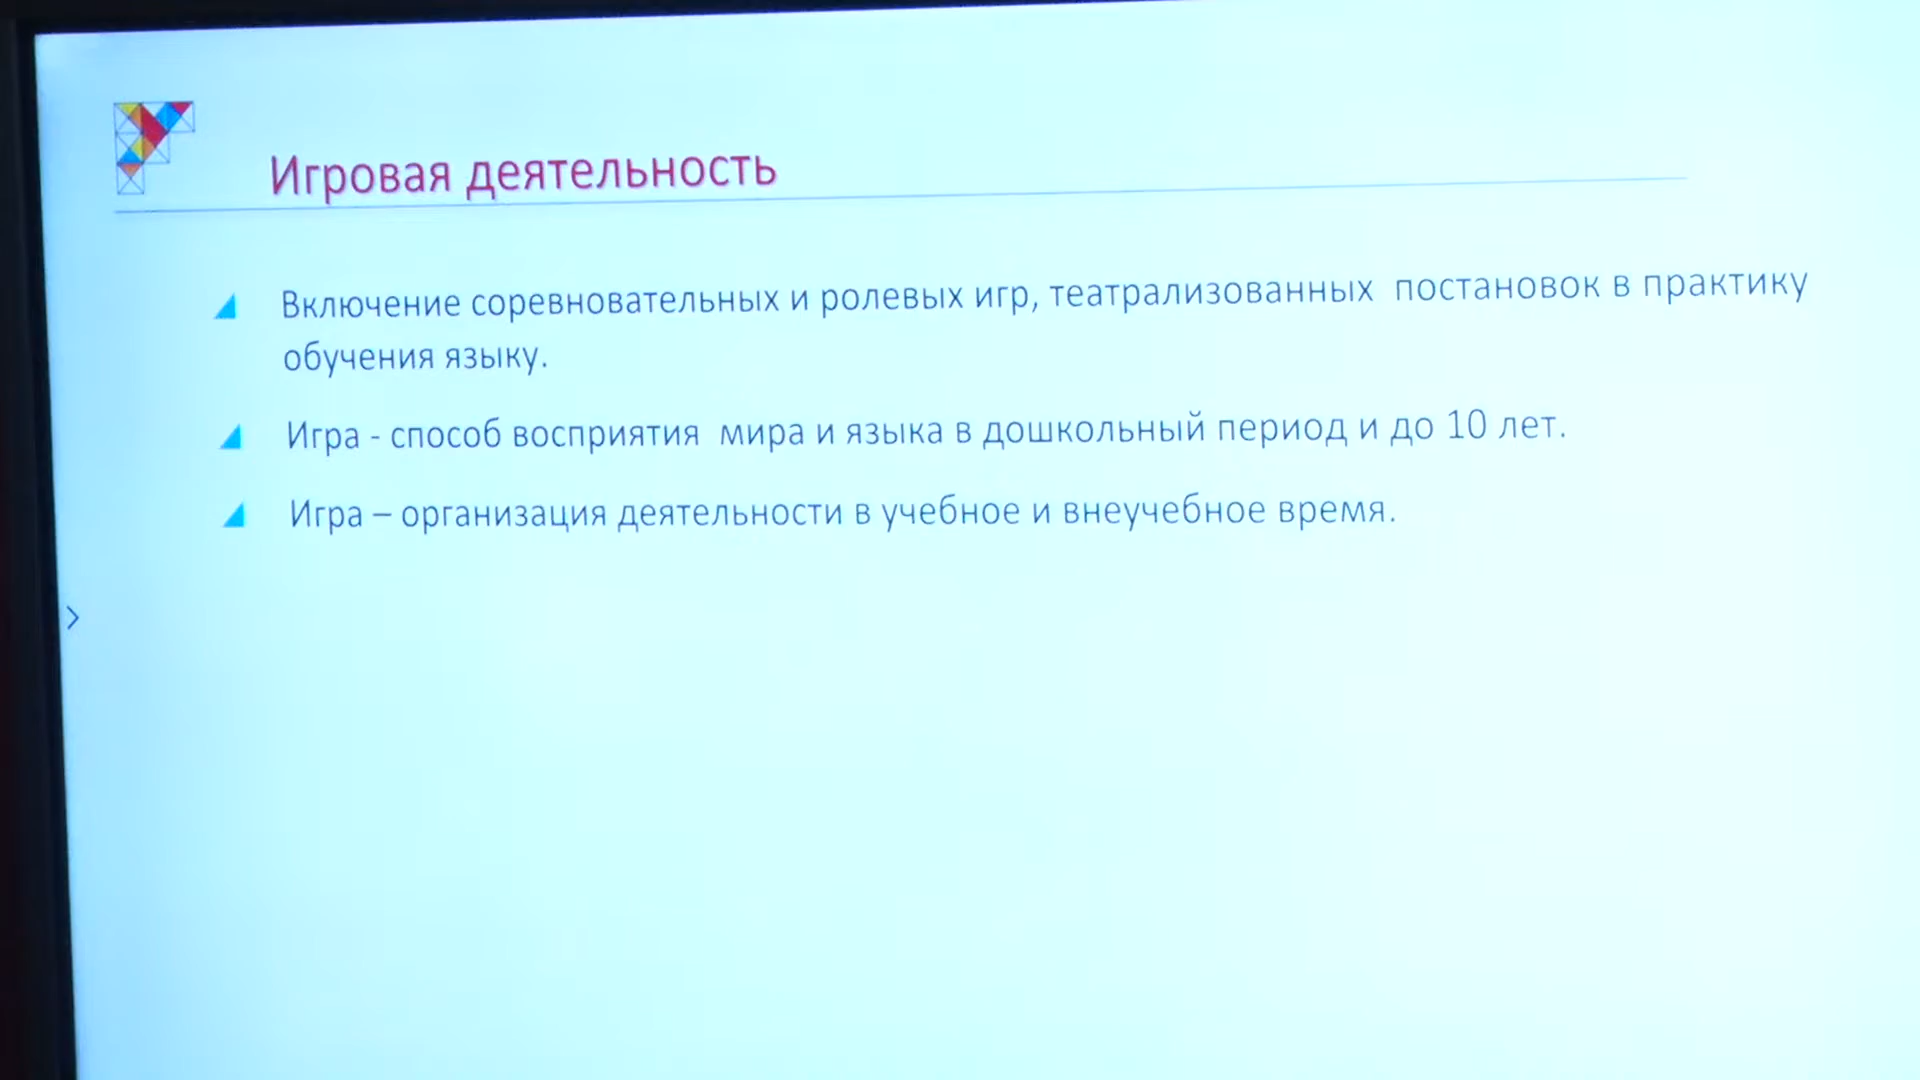 Игровая деятельность
Включение соревновательных и ролевых игр, театрализованных постановок в практику
обучения языку.
Игра - способ восприятия мира и языка в дошкольный период и до 10 лет.
Игра – организация деятельности в учебное и внеучебное время.